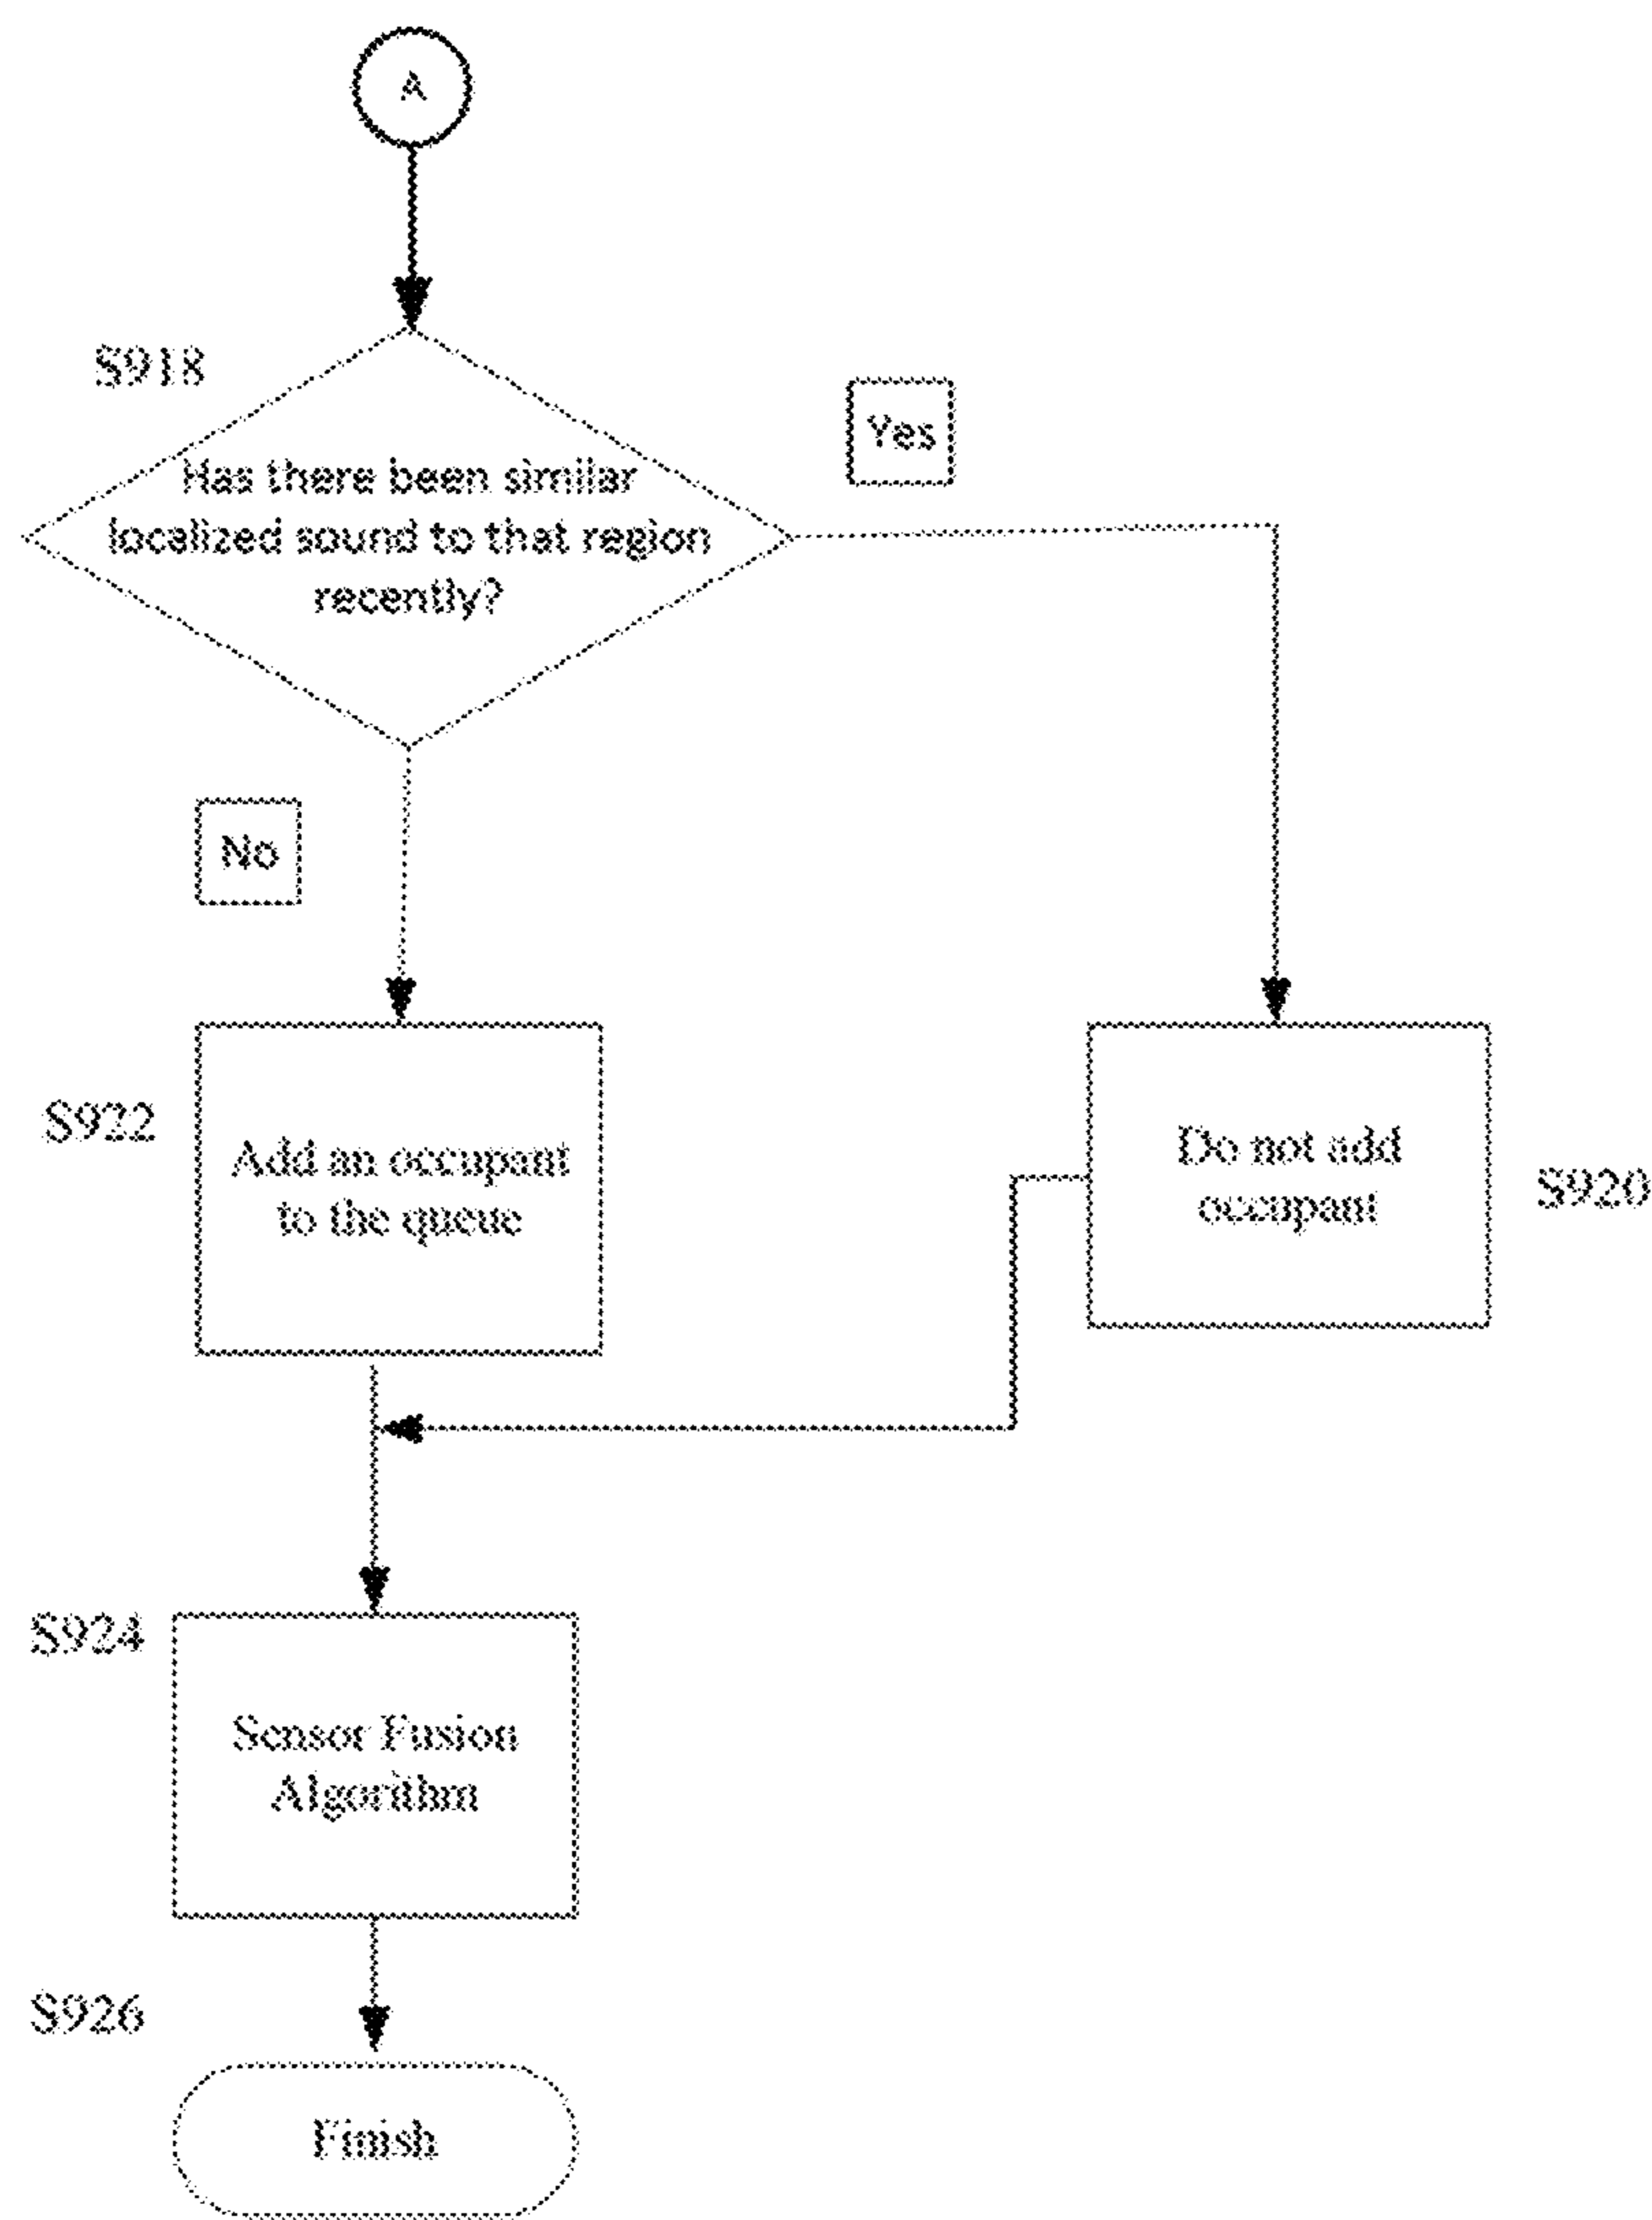 A
S918
Has there been similar
localized sound to that region
recently?
Yes
No
S922
Add an occupant
to the queue
Do not add
occupant
S920
S924
Sensor Fusion
Algorithm
S926
Finish